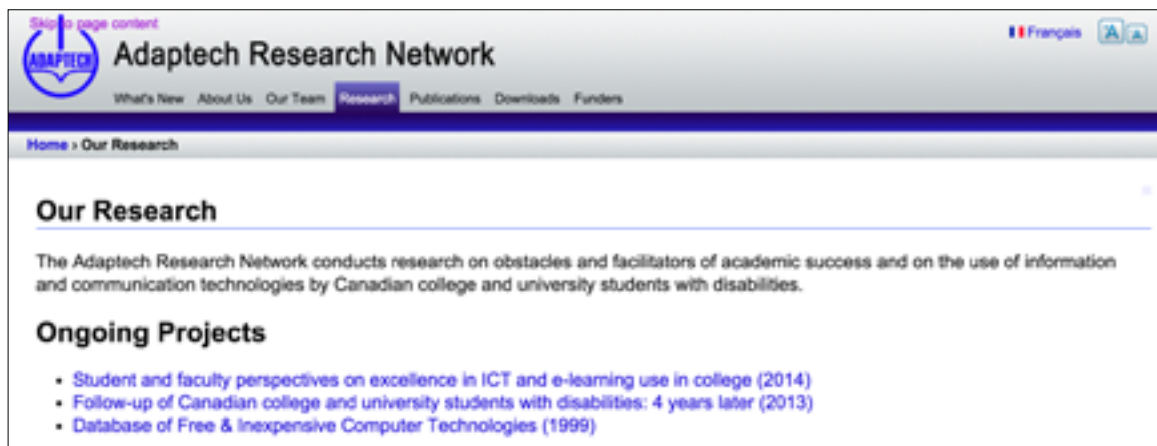 Skip to page content
ADAPTECH
Adaptech Research Network
Français
A A
What's New About Us Our Team Research Publications Downloads Funders
Home › Our Research
Our Research
The Adaptech Research Network conducts research on obstacles and facilitators of academic success and on the use of information
and communication technologies by Canadian college and university students with disabilities.
Ongoing Projects
• Student and faculty perspectives on excellence in ICT and e-learning use in college (2014)
• Follow-up of Canadian college and university students with disabilities: 4 years later (2013)
• Database of Free & Inexpensive Computer Technologies (1999)